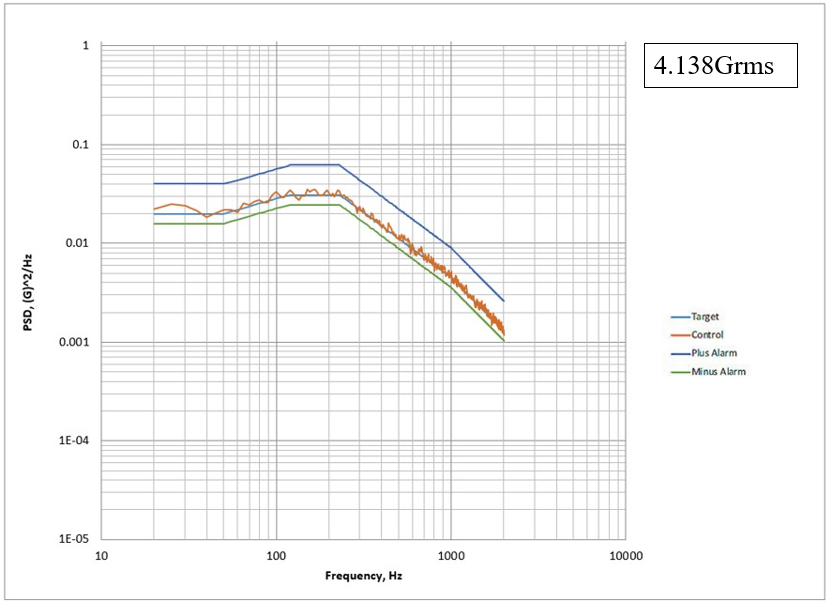 4.138Grms
1
0.1
0.01
0.001
1E-04
1E-05
PSD, (G)^2/Hz
10 100 1000 10000
Frequency, Hz
Target
Control
Plus Alarm
Minus Alarm